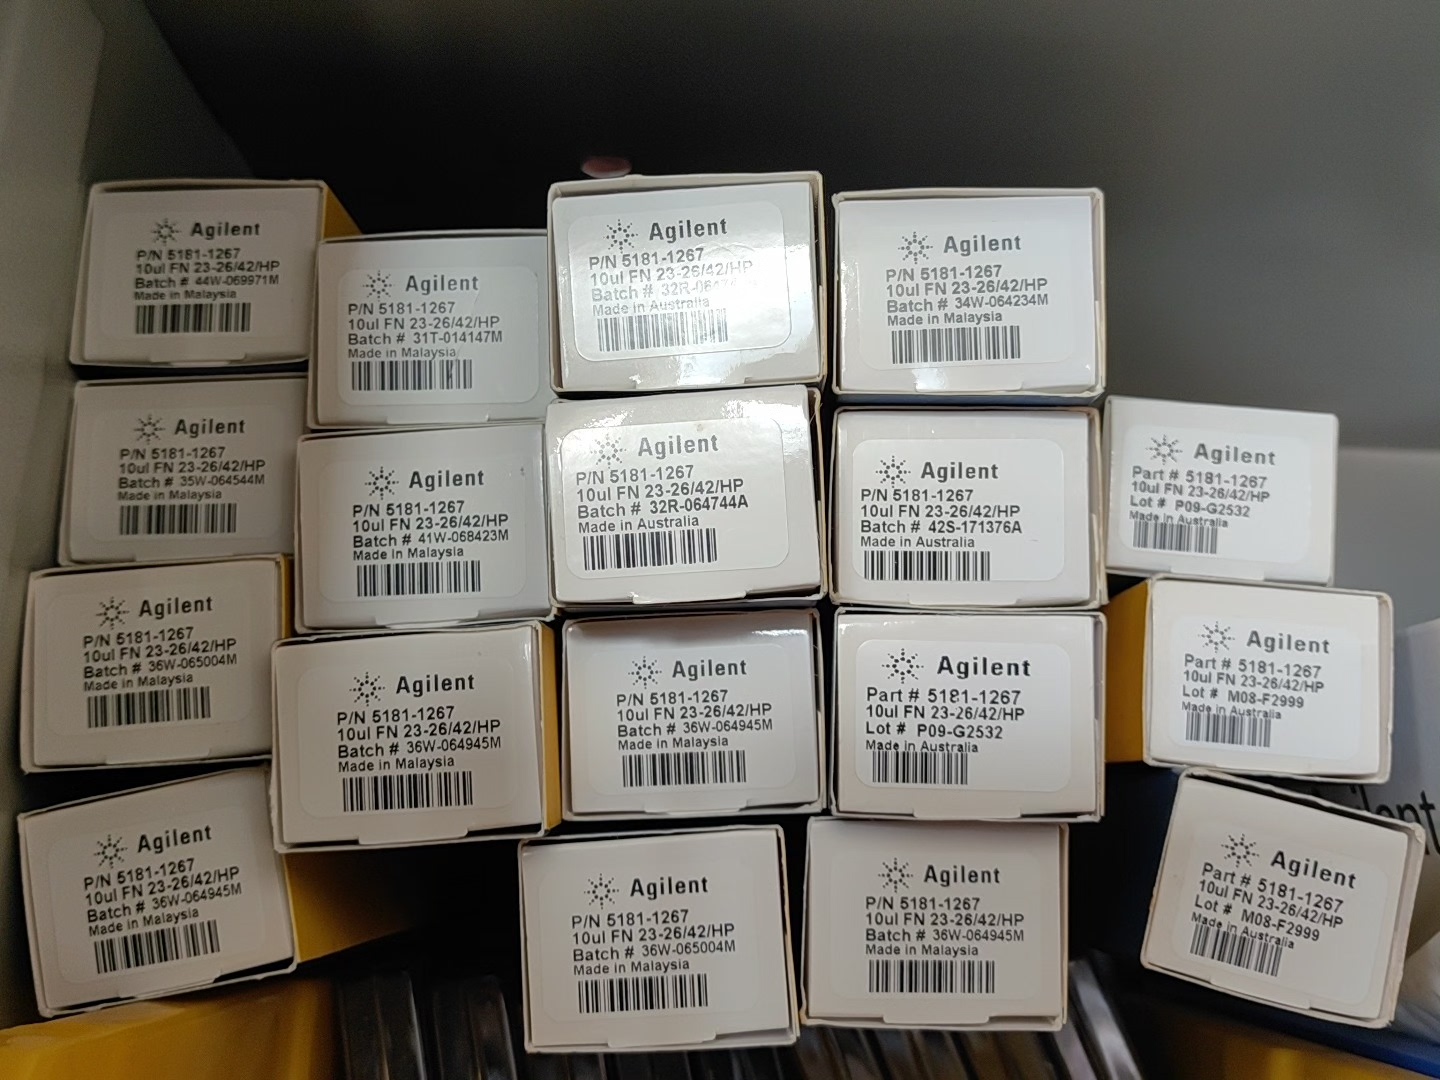 Agilent
P/N 5181-1267
10ul FN 23-26/42/HP
Batch # 44W-069971M
Made in Malaysia
Agilent
P/N 5181-1267
10ul FN 23-26/42/HP
Batch # 31T-014147M
Made in Malaysia
Agilent
P/N 5181-1267
10ul FN 23-26/42/HP
Batch #
Made in Australia
Agilent
P/N 5181-1267
10ul FN 23-26/42/HP
Batch # 34W-064234M
Made in Malaysia
Agilent
P/N 5181-1267
10ul FN 23-26/42/HP
Batch # 35W-064544M
Made in Malaysia
Agilent
P/N 5181-1267
10ul FN 23-26/42/HP
Batch # 41W-068423M
Made in Malaysia
Agilent
P/N 5181-1267
10ul FN 23-26/42/HP
Batch # 32R-064744A
Made in Australia
Agilent
P/N 5181-1267
10ul FN 23-26/42/HP
Batch # 42S-171376A
Made in Australia
Agilent
Part # 5181-1267
10ul FN 23-26/42/HP
Lot # P09-G2532
Made in Australia
Agilent
P/N 5181-1267
10ul FN 23-26/42/HP
Batch # 36W-065004M
Made in Malaysia
Agilent
P/N 5181-1267
10ul FN 23-26/42/HP
Batch # 36W-064945M
Made in Malaysia
Agilent
P/N 5181-1267
10ul FN 23-26/42/HP
Batch # 36W-064945M
Made in Malaysia
Agilent
Part # 5181-1267
10ul FN 23-26/42/HP
Lot # P09-G2532
Made in Australia
Agilent
Part # 5181-1267
10ul FN 23-26/42/HP
Lot # M08-F2999
Made in Australia
Agilent
P/N 5181-1267
10ul FN 23-26/42/HP
Batch # 36W-064945M
Made in Malaysia
Agilent
P/N 5181-1267
10ul FN 23-26/42/HP
Batch # 36W-065004M
Made in Malaysia
Agilent
P/N 5181-1267
10ul FN 23-26/42/HP
Batch # 36W-064945M
Made in Malaysia
Agilent
Part # 5181-1267
10ul FN 23-26/42/HP
Lot # M08-F2999
Made in Australia